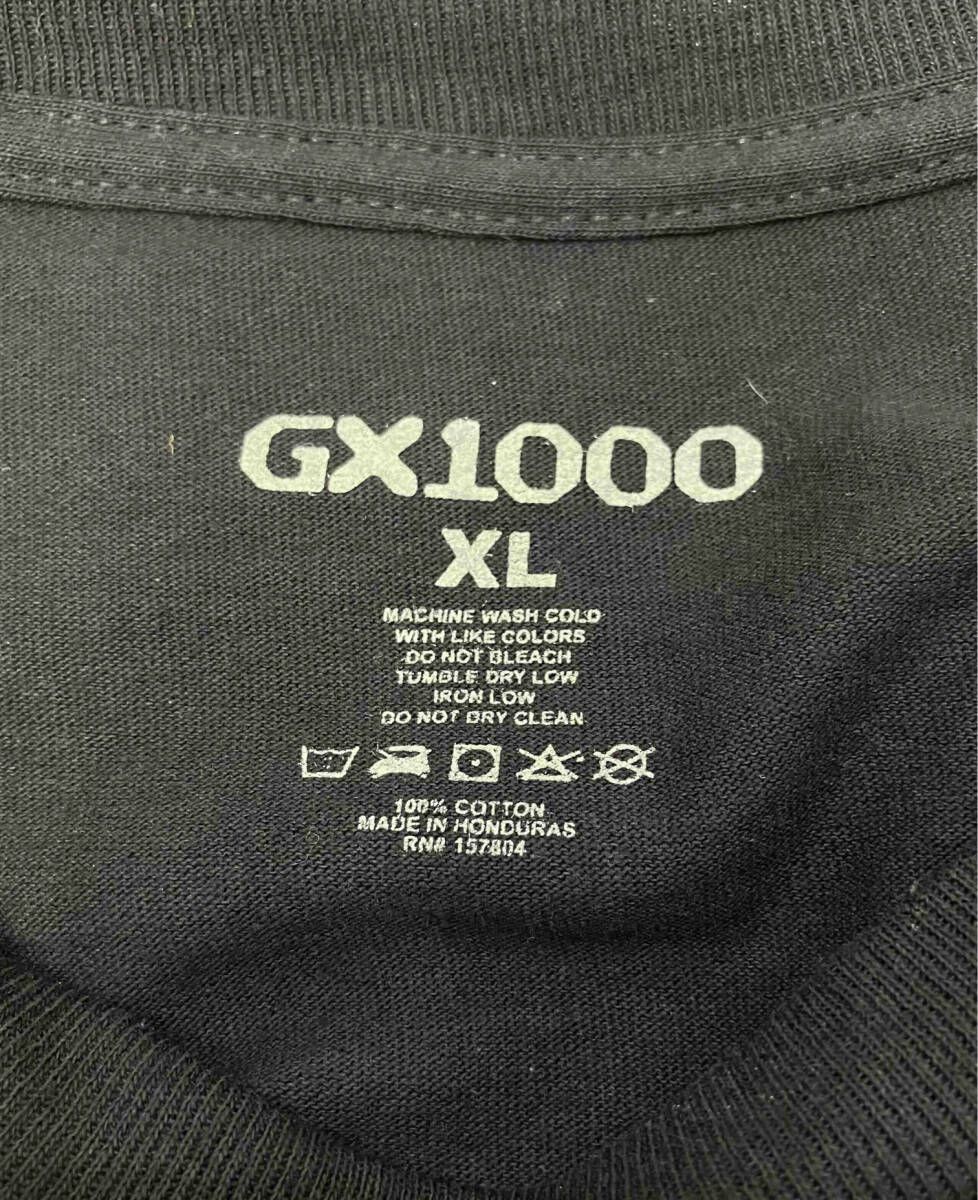 GX1000
XL
MACHINE WASH COLD
WITH LIKE COLORS
DO NOT BLEACH
TUMBLE DRY LOW
IRON LOW
DO NOT DRY CLEAN
100% COTTON
MADE IN HONDURAS
RN# 157804